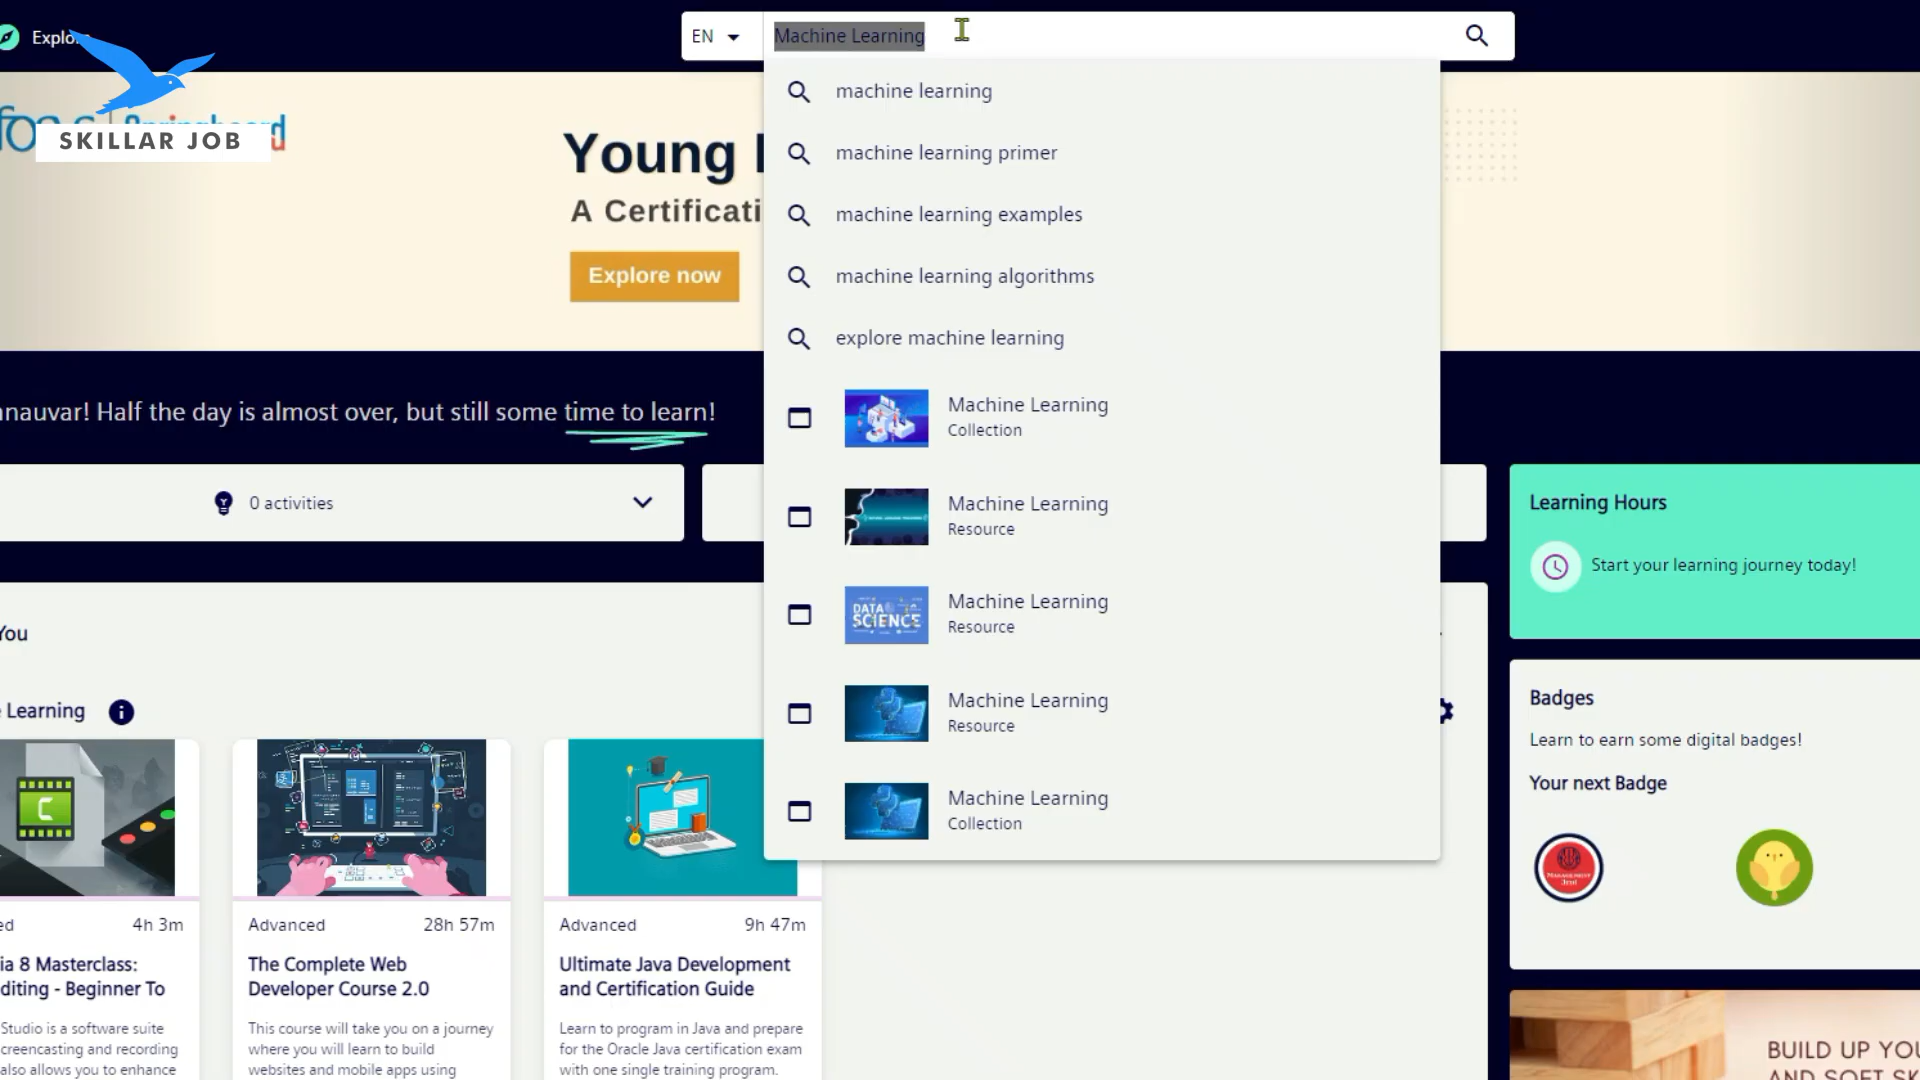 Explore
EN
Machine Learning
SKILLAR JOB
machine learning
machine learning primer
machine learning examples
machine learning algorithms
explore machine learning
Machine Learning
Collection
Machine Learning
Resource
DATA
SCIENCE
Machine Learning
Resource
Machine Learning
Resource
Machine Learning
Collection
Young
A Certificati
Explore now
nauvar! Half the day is almost over, but still some time to learn!
0 activities
You
Learning
Advanced 28h 57m
The Complete Web
Developer Course 2.0
This course will take you on a journey
where you will learn to build
websites and mobile apps using
Advanced 9h 47m
Ultimate Java Development
and Certification Guide
Learn to program in Java and prepare
for the Oracle Java certification exam
with one single training program.
ed 4h 3m
ia 8 Masterclass:
diting - Beginner To
Studio is a software suite
creencasting and recording
also allows you to enhance
Learning Hours
Start your learning journey today!
Badges
Learn to earn some digital badges!
Your next Badge
MANAGEMENT
BUILD UP YOU
AND SOFT SK